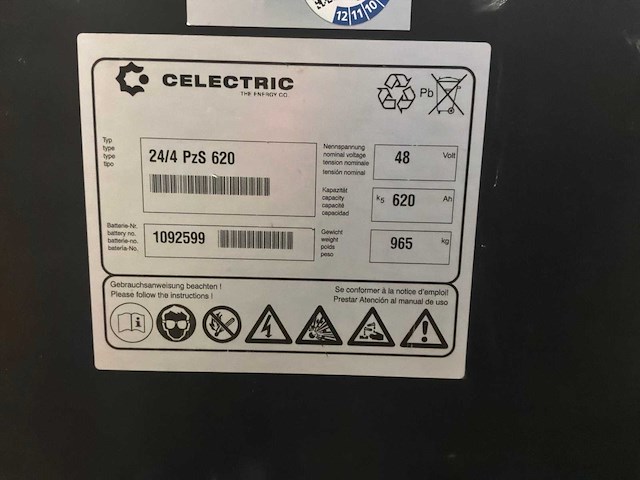 12 11 10
CELECTRIC
THE ENERGY CO.
Pb
Typ
type
type
tipo
24/4 PzS 620
Nennspannung
nominal voltage
tension nominale
tensión nominal
48 Volt
Kapazität
capacity
capacité
capacidad
k5 620 Ah
Batterie-Nr.
battery no.
batterie-no.
bateria-No.
1092599
Gewicht
weight
poids
peso
965 kg
Gebrauchsanweisung beachten !
Please follow the instructions !
Se conformer à la notice d'emploi!
Prestar Atención al manual de uso